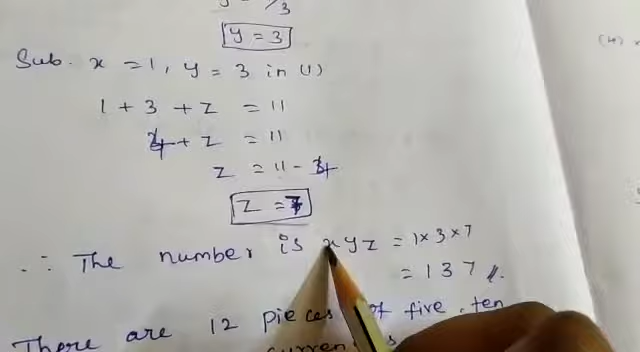 y = 3
Sub. x = 1, y = 3 in (1)
1 + 3 + z = 11
4 + z = 11
z = 11 - 4
z = 7
∴ The number is xyz = 1 x 3 x 7
= 137 //.
There are 12 pieces of five, ten